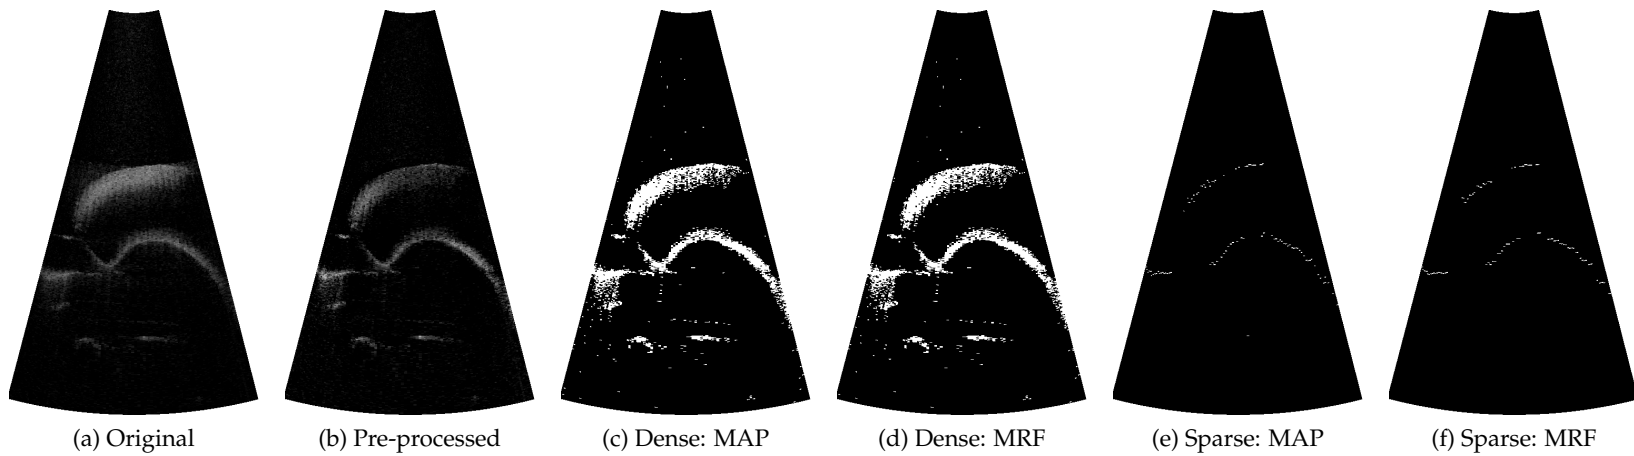 (a) Original
(b) Pre-processed
(c) Dense: MAP
(d) Dense: MRF
(e) Sparse: MAP
(f) Sparse: MRF